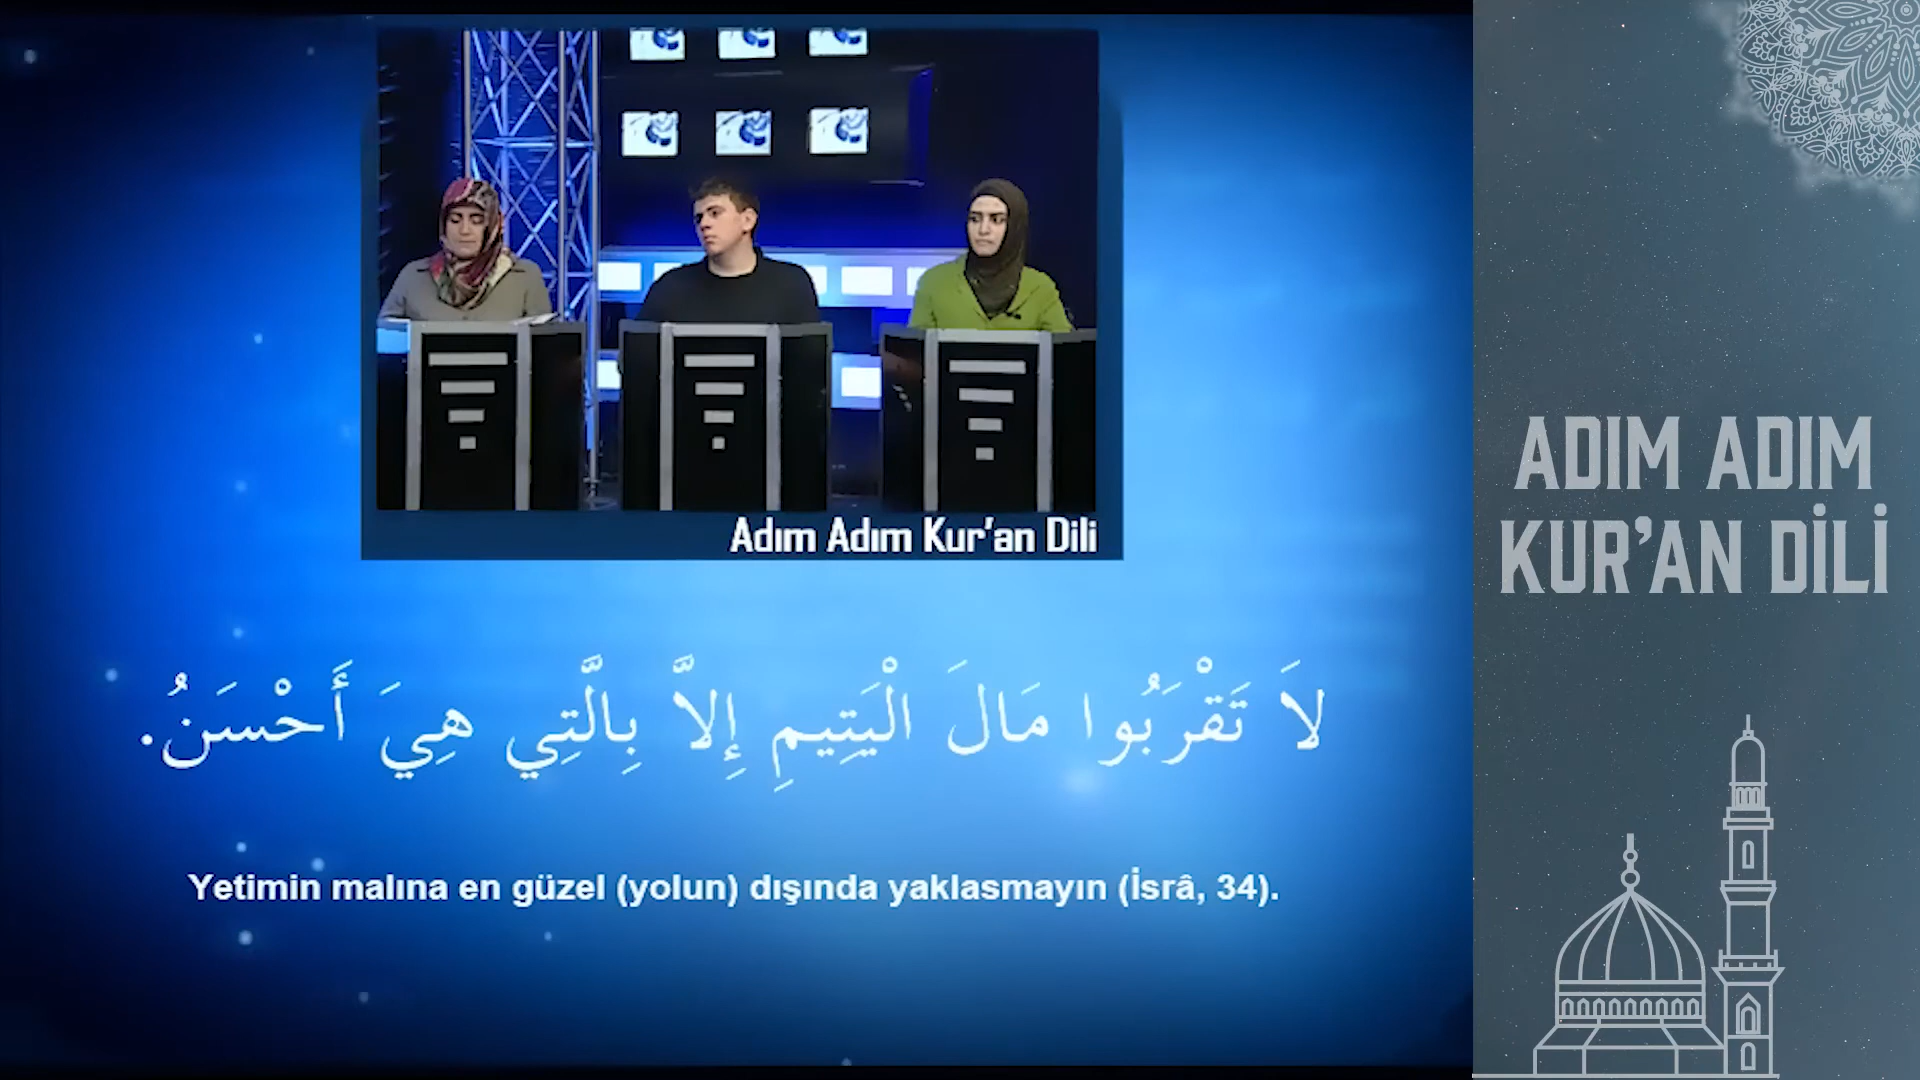 Adım Adım Kur'an Dili
لاَ تَقْرَبُوا مَالَ الْيَتِيمِ إِلاَّ بِالَّتِي هِيَ أَحْسَنُ.
Yetimin malına en güzel (yolun) dışında yaklasmayın (İsrâ, 34).
ADIM ADIM
KUR'AN DİLİ